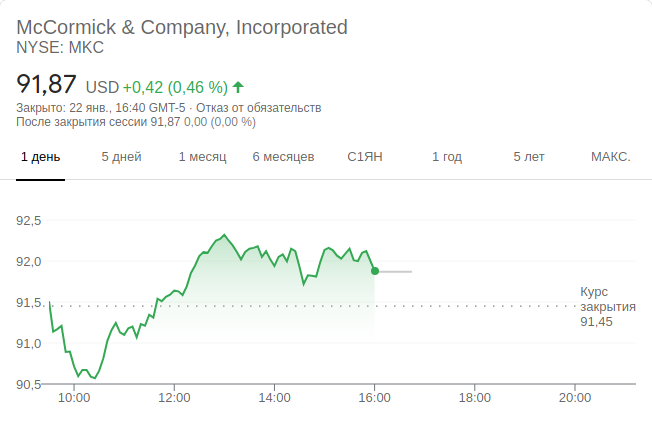 McCormick & Company, Incorporated
NYSE: MKC
91,87 USD +0,42 (0,46 %)
Закрыто: 22 янв., 16:40 GMT-5 · Отказ от обязательств
После закрытия сессии 91,87 0,00 (0,00 %)
1 день 5 дней 1 месяц 6 месяцев С1ЯН 1 год 5 лет МАКС.
92,5
92,0
91,5
91,0
90,5
Курс
закрытия
91,45
10:00 12:00 14:00 16:00 18:00 20:00